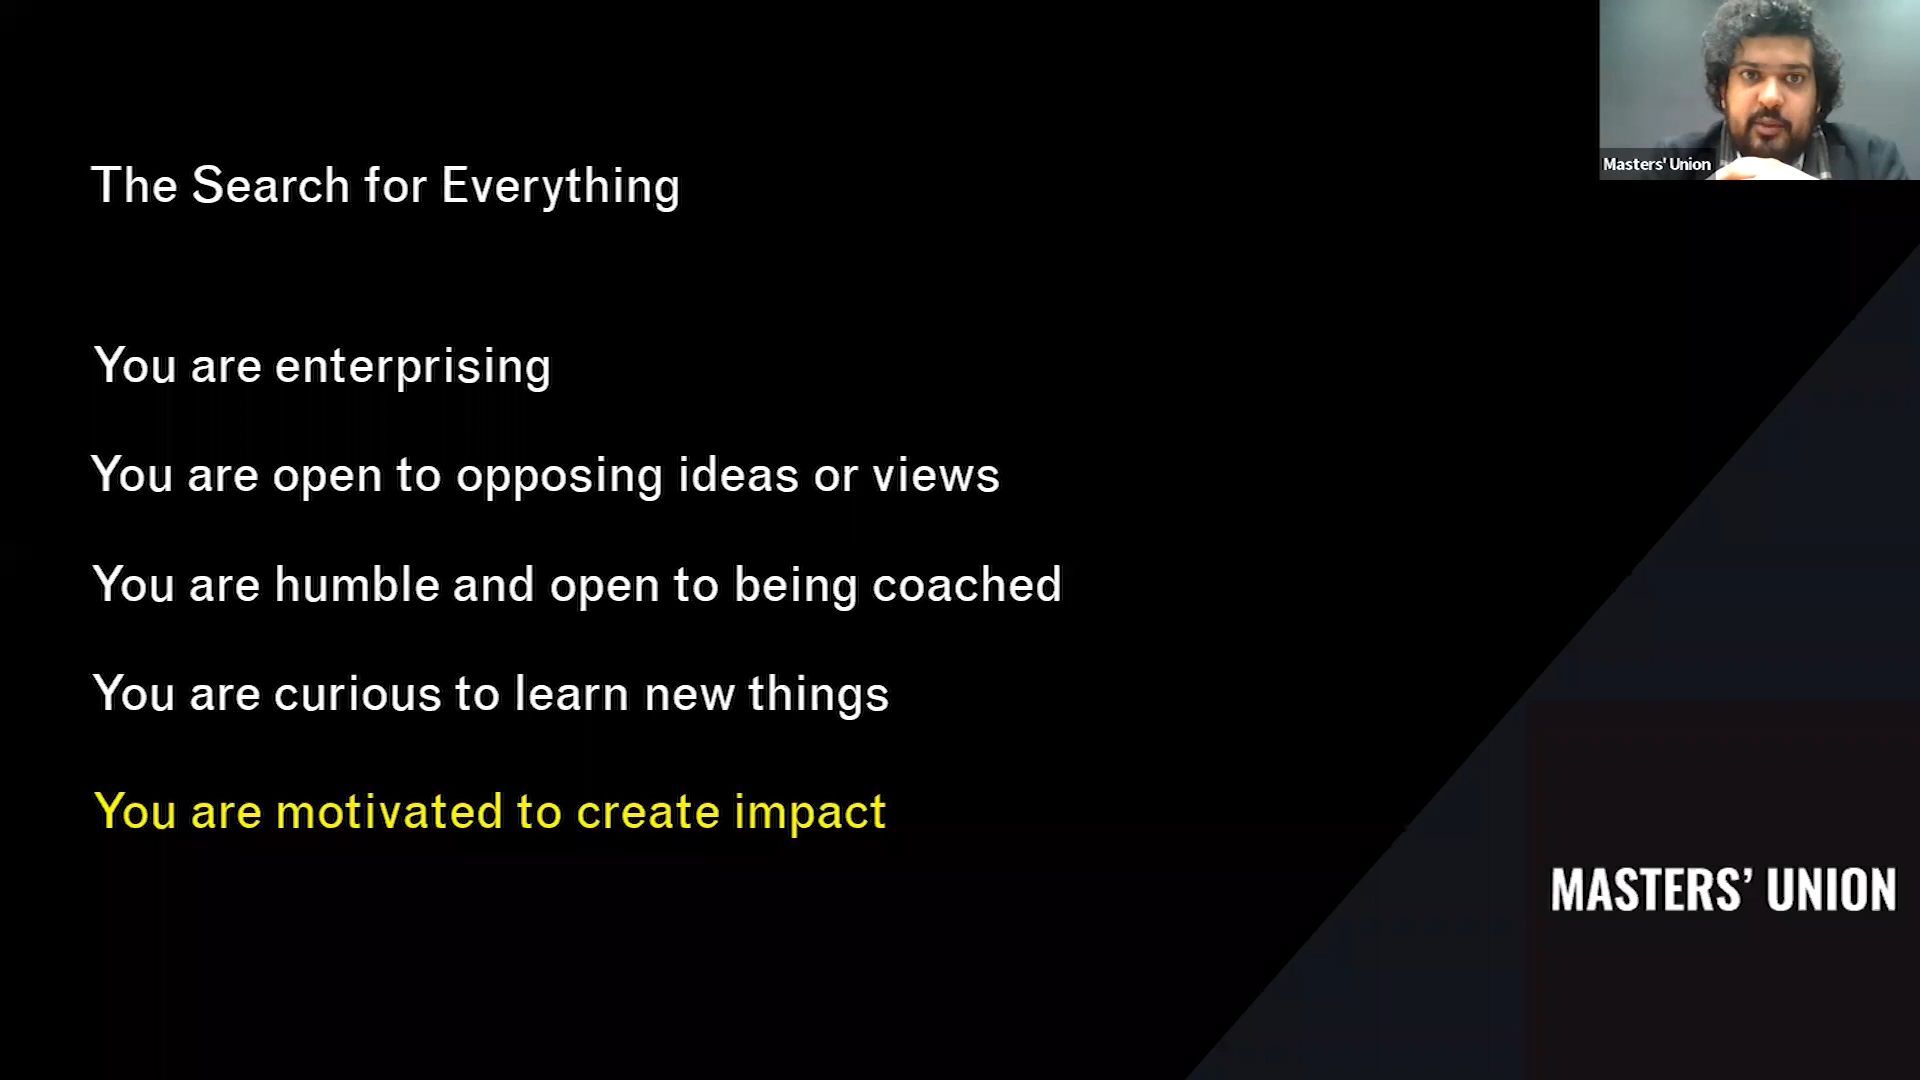 Masters' Union
The Search for Everything
You are enterprising
You are open to opposing ideas or views
You are humble and open to being coached
You are curious to learn new things
You are motivated to create impact
MASTERS’ UNION